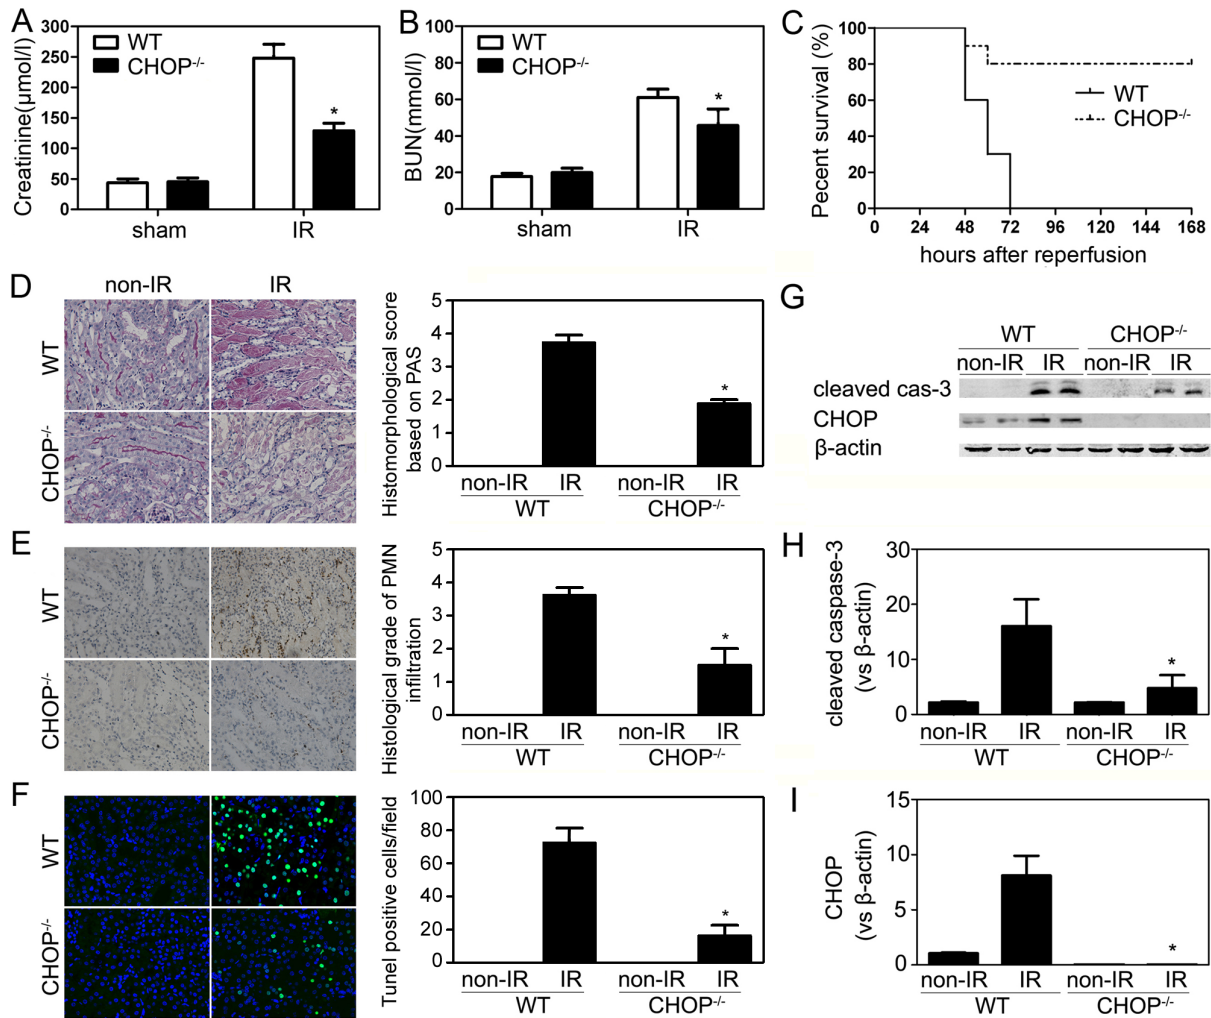 A
Creatinine(μmol/l)
300
250
200
150
100
50
0
WT
CHOP-/-
*
sham
IR
B
BUN(mmol/l)
100
80
60
40
20
0
WT
CHOP-/-
*
sham
IR
C
Pecent survival (%)
100
80
60
40
20
0
WT
CHOP-/-
0 24 48 72 96 120 144 168
hours after reperfusion
D
non-IR IR
WT
CHOP-/-
Histomorphological score
based on PAS
5
4
3
2
1
0
*
non-IR IR non-IR IR
WT CHOP-/-
E
WT
CHOP-/-
Histological grade of PMN
infiltration
5
4
3
2
1
0
*
non-IR IR non-IR IR
WT CHOP-/-
F
WT
CHOP-/-
Tunel positive cells/field
100
80
60
40
20
0
*
non-IR IR non-IR IR
WT CHOP-/-
G
WT CHOP-/-
non-IR IR non-IR IR
cleaved cas-3
CHOP
β-actin
H
cleaved caspase-3
(vs β-actin)
30
20
10
0
*
non-IR IR non-IR IR
WT CHOP-/-
I
CHOP
(vs β-actin)
15
10
5
0
*
non-IR IR non-IR IR
WT CHOP-/-